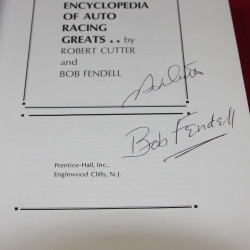 ENCYCLOPEDIA
OF AUTO
RACING
GREATS . . by
ROBERT CUTTER
and
BOB FENDELL
Bob Fendell
Prentice-Hall, Inc.,
Englewood Cliffs, N.J.